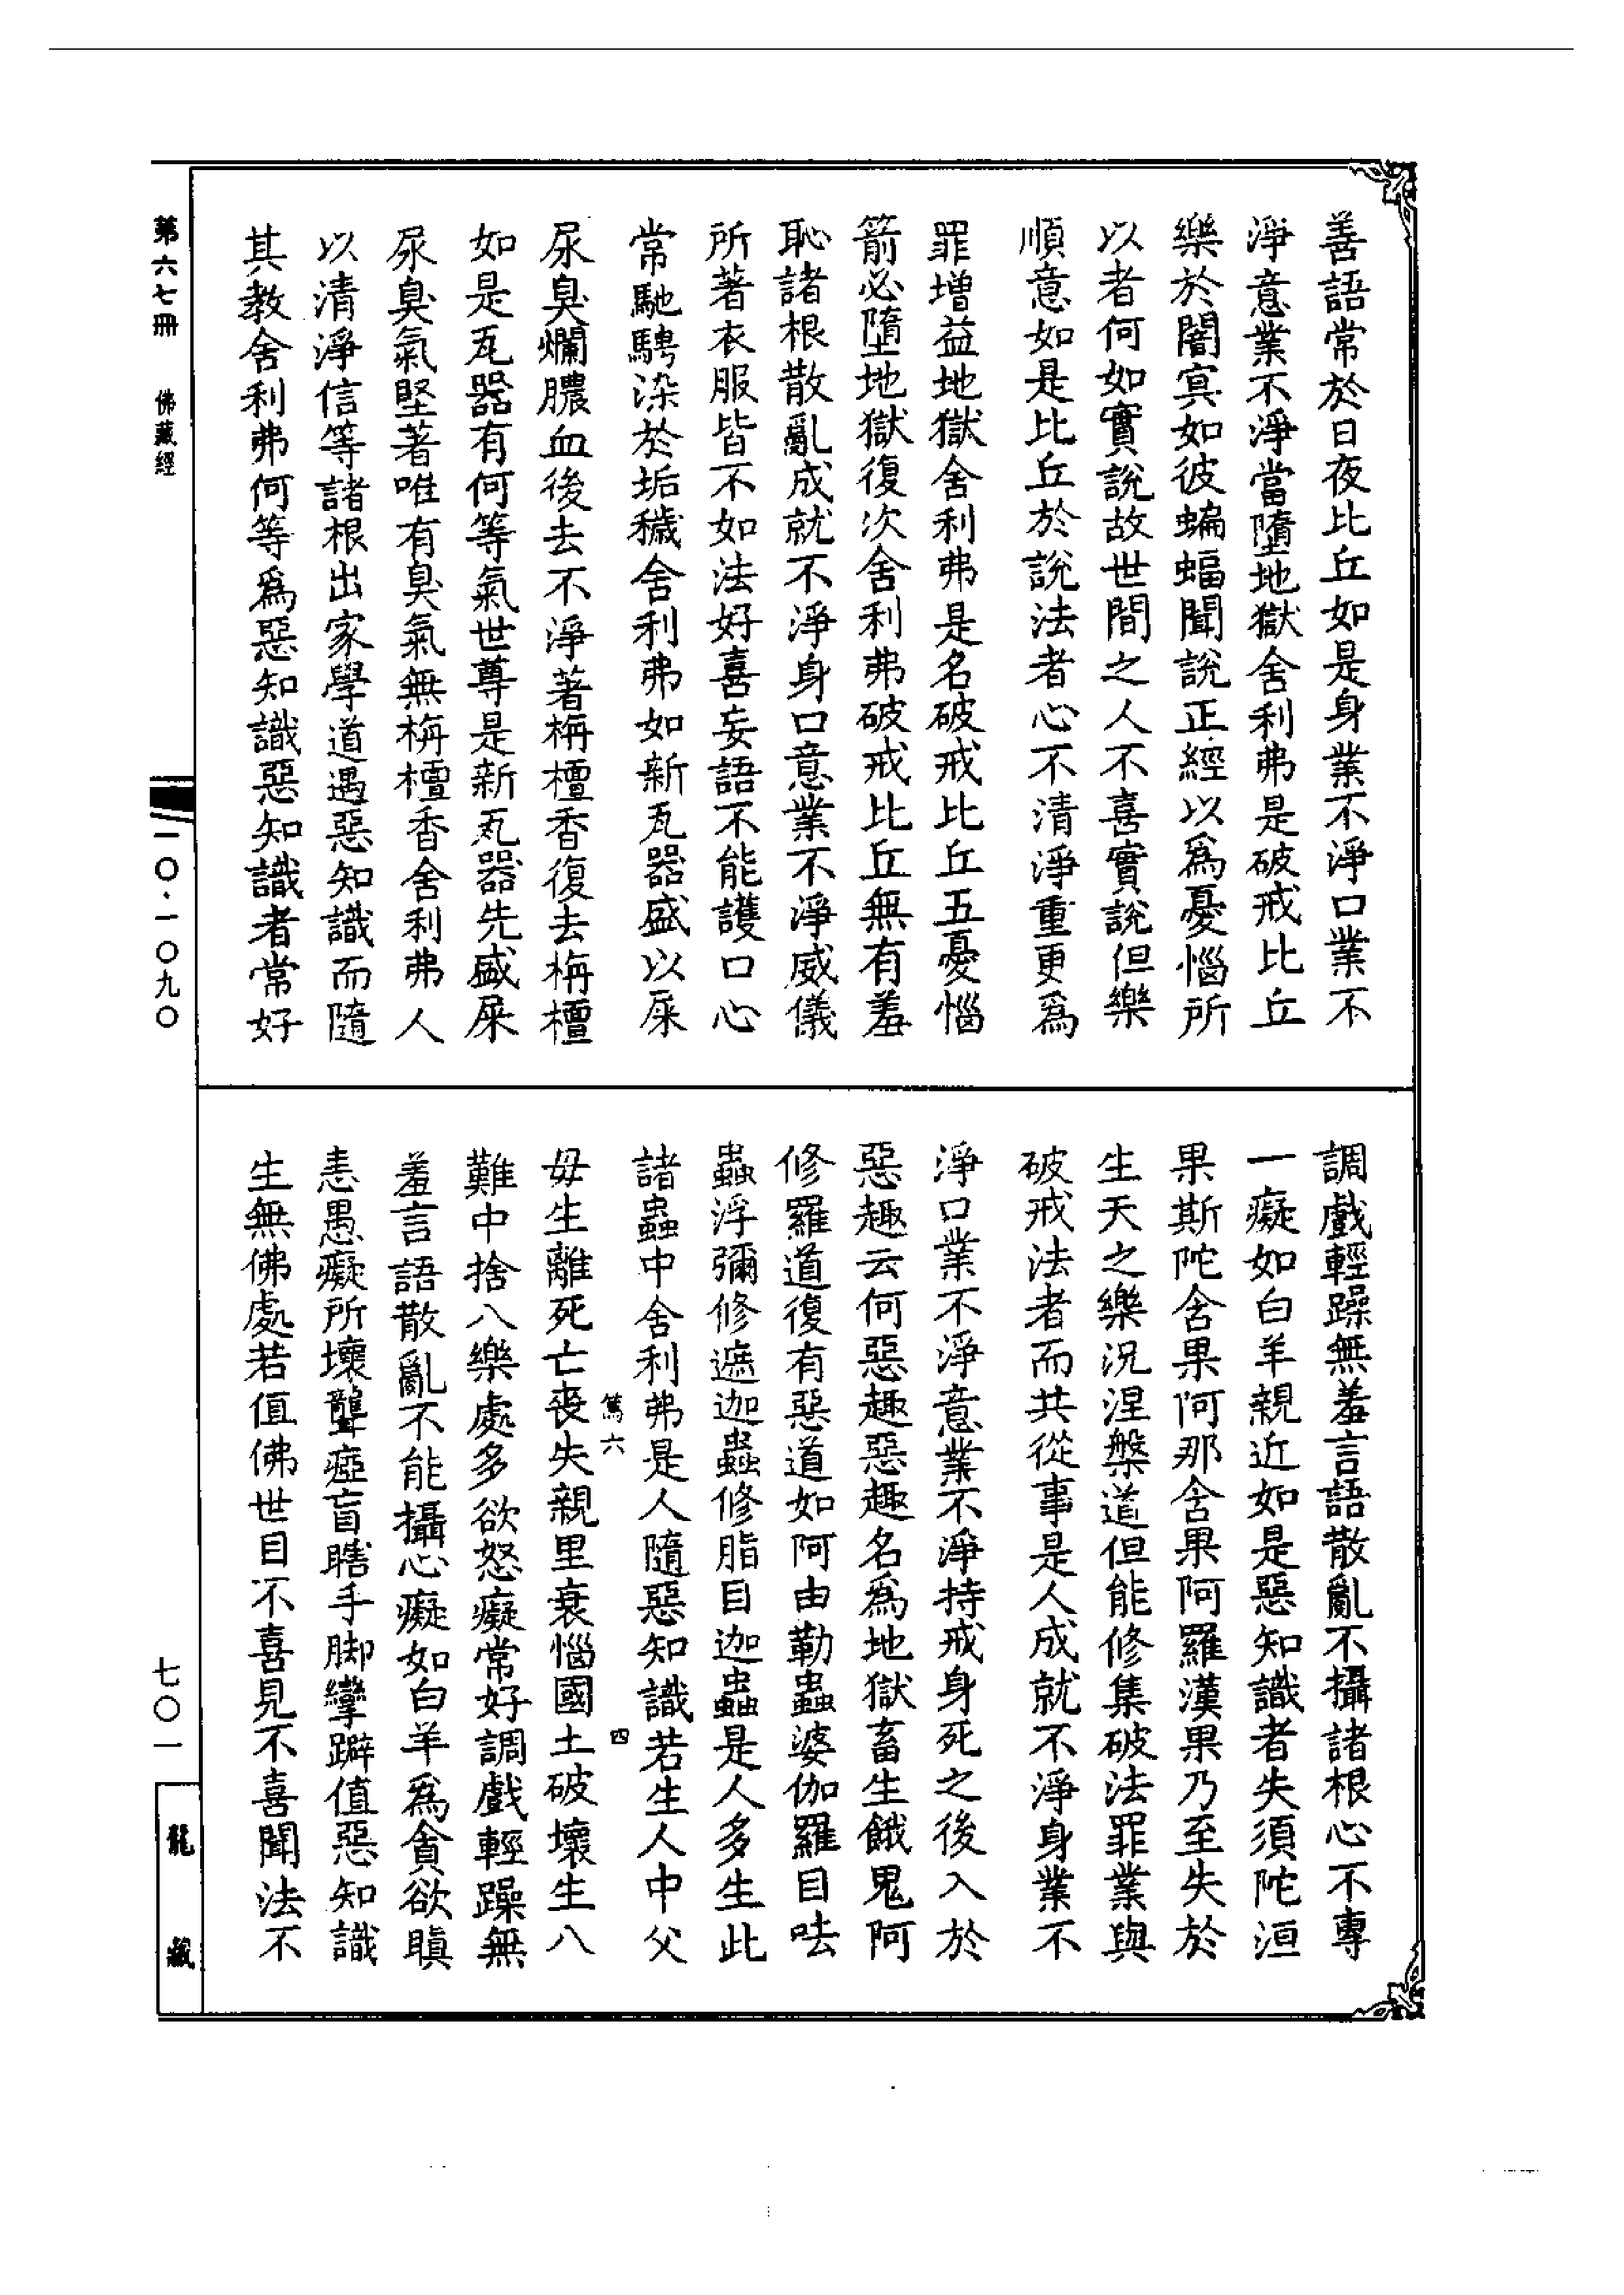 善語常於日夜比丘如是身業不淨口業不
淨意業不淨當墮地獄舍利弗是破戒比丘
樂於闇冥如彼蝙蝠聞說正經以為憂惱所
以者何如實說故世間之人不喜實說但樂
順意如是比丘於說法者心不清淨重更為
罪增益地獄舍利弗是名破戒比丘五憂惱
箭必墮地獄復次舍利弗破戒比丘無有羞
恥諸根散亂成就不淨身口意業不淨威儀
所著衣服皆不如法好喜妄語不能護口心
常馳騁染於垢穢舍利弗如新瓦器盛以屎
尿臭爛膿血後去不淨著栴檀香復去栴檀
如是瓦器有何等氣世尊是新瓦器先盛屎
尿臭氣堅著唯有臭氣無栴檀香舍利弗人
以清淨信等諸根出家學道遇惡知識而隨
其教舍利弗何等為惡知識惡知識者常好
調戲輕躁無羞言語散亂不攝諸根心不專
一癡如白羊親近如是惡知識者失須陀洹
果斯陀含果阿那含果阿羅漢果乃至失於
生天之樂況涅槃道但能修集破法罪業與
破戒法者而共從事是人成就不淨身業不
淨口業不淨意業不淨持戒身死之後入於
惡趣云何惡趣惡趣名為地獄畜生餓鬼阿
修羅道復有惡道如阿由勒蟲婆伽羅目呿
蟲浮彌修遮迦蟲修脂目迦蟲是人多生此
諸蟲中舍利弗是人隨惡知識若生人中父
篤六 四
毋生離死亡喪失親里衰惱國土破壞生八
難中捨八樂處多欲怒癡常好調戲輕躁無
羞言語散亂不能攝心癡如白羊為貪欲瞋
恚愚癡所壞聾瘂盲瞎手腳攣躃值惡知識
生無佛處若值佛世目不喜見不喜聞法不
第六七冊 佛藏經
一〇·一〇九〇
七〇一
龍藏